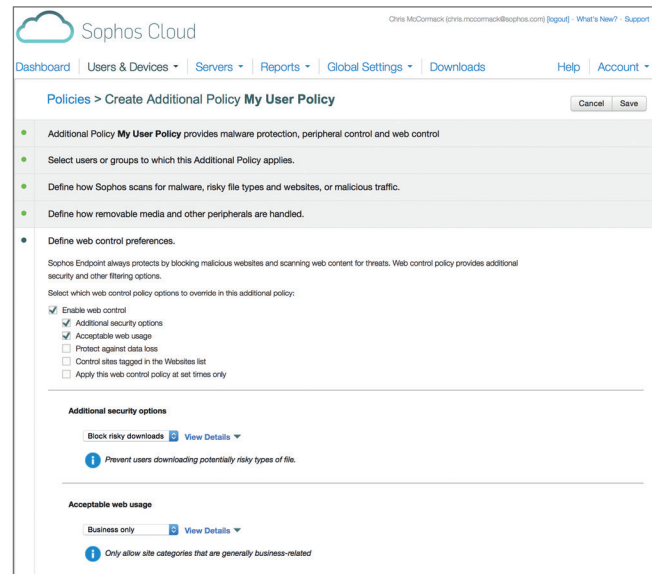 Chris McCormack (chris.mccormack@sophos.com) [logout] - What's New? - Support
Sophos Cloud
Dashboard Users & Devices Servers Reports Global Settings Downloads Help Account
Policies > Create Additional Policy My User Policy
Cancel Save
Additional Policy My User Policy provides malware protection, peripheral control and web control
Select users or groups to which this Additional Policy applies.
Define how Sophos scans for malware, risky file types and websites, or malicious traffic.
Define how removable media and other peripherals are handled.
Define web control preferences.
Sophos Endpoint always protects by blocking malicious websites and scanning web content for threats. Web control policy provides additional
security and other filtering options.
Select which web control policy options to override in this additional policy:
Enable web control
Additional security options
Acceptable web usage
Protect against data loss
Control sites tagged in the Websites list
Apply this web control policy at set times only
Additional security options
Block risky downloads View Details
Prevent users downloading potentially risky types of file.
Acceptable web usage
Business only View Details
Only allow site categories that are generally business-related